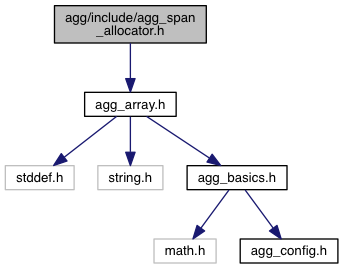 agg/include/agg_span
_allocator.h
agg_array.h
stddef.h
string.h
agg_basics.h
math.h
agg_config.h